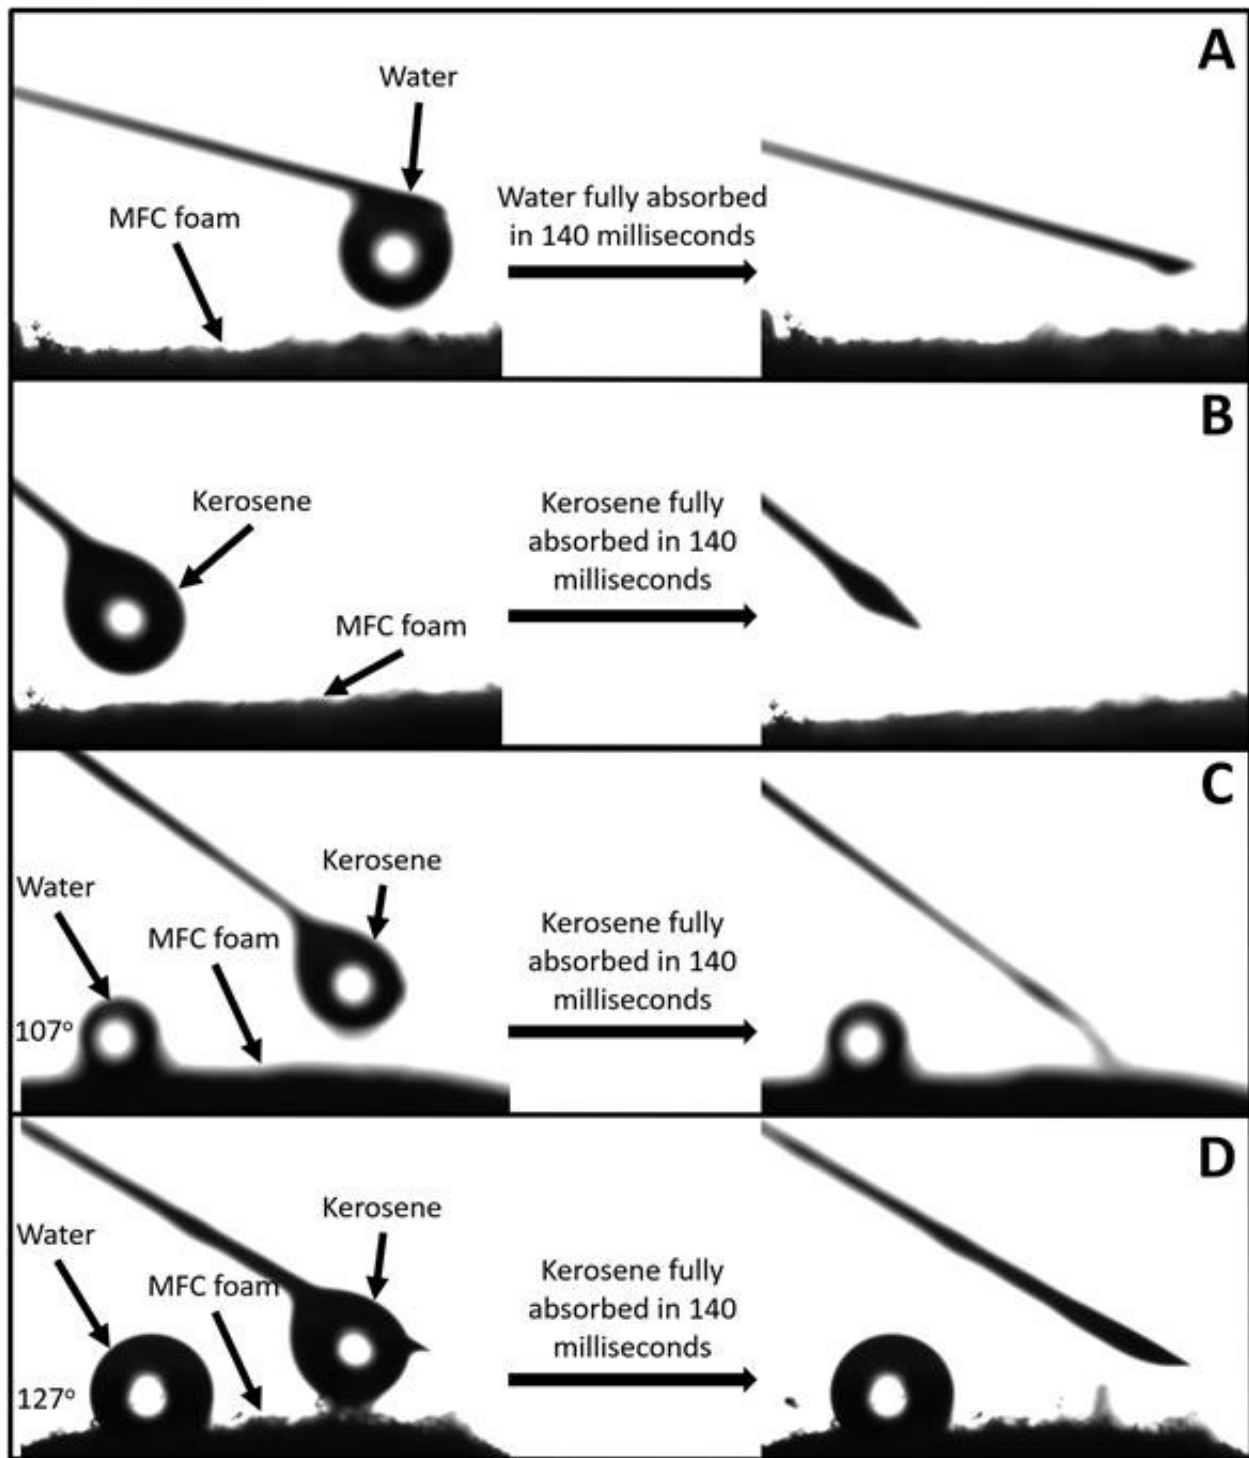 A
Water
MFC foam
Water fully absorbed
in 140 milliseconds
B
Kerosene
MFC foam
Kerosene fully
absorbed in 140
milliseconds
C
Kerosene
Water
MFC foam
107°
Kerosene fully
absorbed in 140
milliseconds
D
Kerosene
Water
MFC foam
127°
Kerosene fully
absorbed in 140
milliseconds